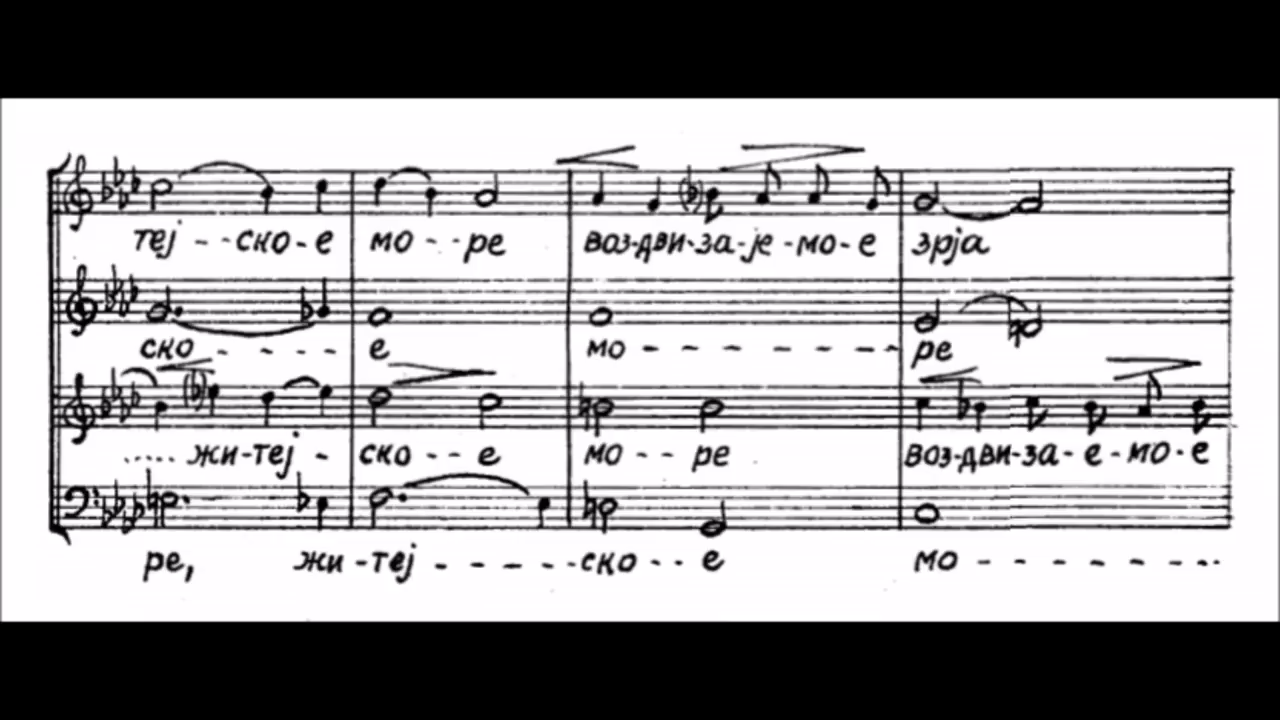 теј - - ско - е мо - - ре воз-дви-за-је-мо-е зрја
ско - - - - - е мо - - - - - - - - ре
..... жи-теј - ско - - е мо - - ре воз-дви-за-е-мо-е
ре, жи-теј - - - - - - ско - - е мо - - - - - - - ..